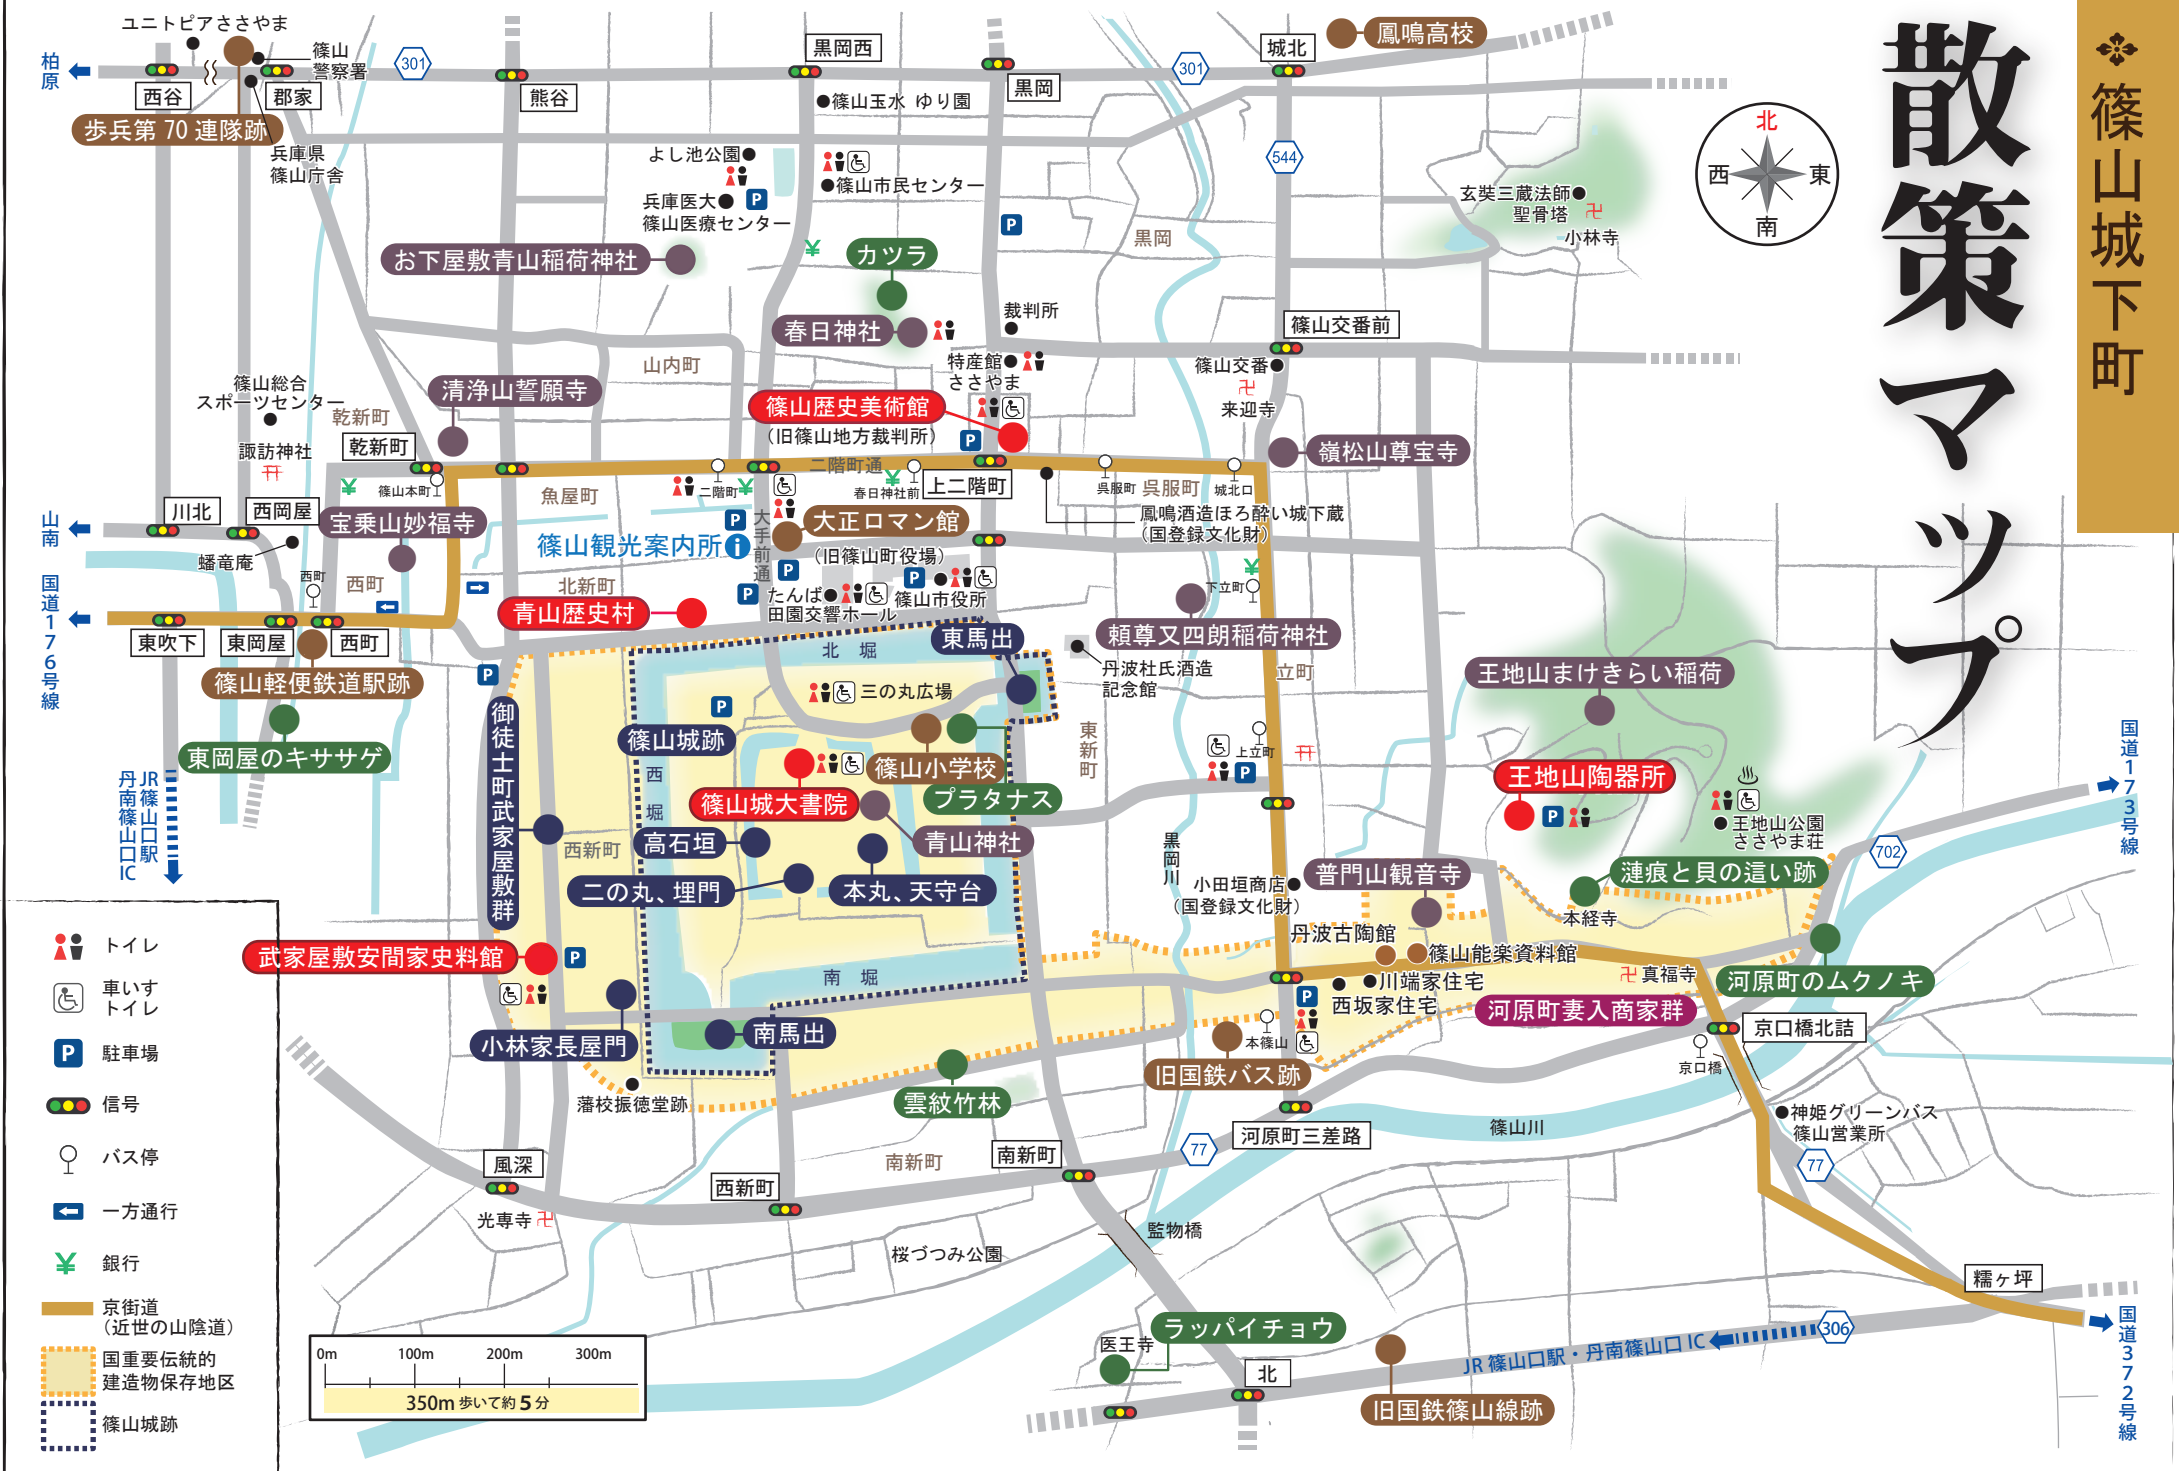 篠山城下町
散策マップ
北
西
東
南
ユニトピアささやま
柏原
篠山
警察署
西谷
郡家
歩兵第70連隊跡
兵庫県
篠山庁舎
301
熊谷
黒岡西
黒岡
301
城北
鳳鳴高校
篠山玉水 ゆり園
よし池公園
兵庫医大
篠山医療センター
P
篠山市民センター
544
P
黒岡
玄奘三蔵法師
聖骨塔
小林寺
お下屋敷青山稲荷神社
カツラ
春日神社
裁判所
篠山交番前
特産館
ささやま
篠山交番
来迎寺
山内町
篠山総合
スポーツセンター
乾新町
清浄山誓願寺
篠山歴史美術館
（旧篠山地方裁判所）
P
諏訪神社
乾新町
篠山本町
二階町
二階町通
春日神社前
上二階町
呉服町
呉服町
城北口
嶺松山尊宝寺
魚屋町
山南
川北
西岡屋
宝乗山妙福寺
P
大手前通
大正ロマン館
（旧篠山町役場）
鳳鳴酒造ほろ酔い城下蔵
（国登録文化財）
蟠竜庵
篠山観光案内所
i
西町
西町
北新町
P
P
P
たんば
田園交響ホール
篠山市役所
下立町
青山歴史村
頼尊又四朗稲荷神社
国道176号線
東吹下
東岡屋
西町
篠山軽便鉄道駅跡
東岡屋のキササゲ
P
北堀
東馬出
丹波杜氏酒造
記念館
立町
王地山まけきらい稲荷
三の丸広場
P
御徒士町武家屋敷群
篠山城跡
西堀
篠山小学校
プラタナス
篠山城大書院
青山神社
東新町
上立町
P
王地山陶器所
P
王地山公園
ささやま荘
国道173号線
702
JR篠山口駅
丹南篠山口IC
西新町
高石垣
二の丸、埋門
本丸、天守台
黒岡川
小田垣商店
（国登録文化財）
普門山観音寺
漣痕と貝の這い跡
本経寺
武家屋敷安間家史料館
P
南堀
丹波古陶館
篠山能楽資料館
川端家住宅
西坂家住宅
真福寺
河原町のムクノキ
河原町妻入商家群
小林家長屋門
南馬出
P
本篠山
旧国鉄バス跡
京口橋北詰
京口橋
藩校振徳堂跡
雲紋竹林
河原町三差路
篠山川
神姫グリーンバス
篠山営業所
77
77
風深
光専寺
西新町
南新町
南新町
桜づつみ公園
監物橋
糯ヶ坪
医王寺
ラッパイチョウ
北
旧国鉄篠山線跡
JR篠山口駅・丹南篠山口IC
306
国道372号線
トイレ
車いす
トイレ
P 駐車場
信号
バス停
一方通行
銀行
京街道
（近世の山陰道）
国重要伝統的
建造物保存地区
篠山城跡
0m 100m 200m 300m
350m 歩いて約 5 分